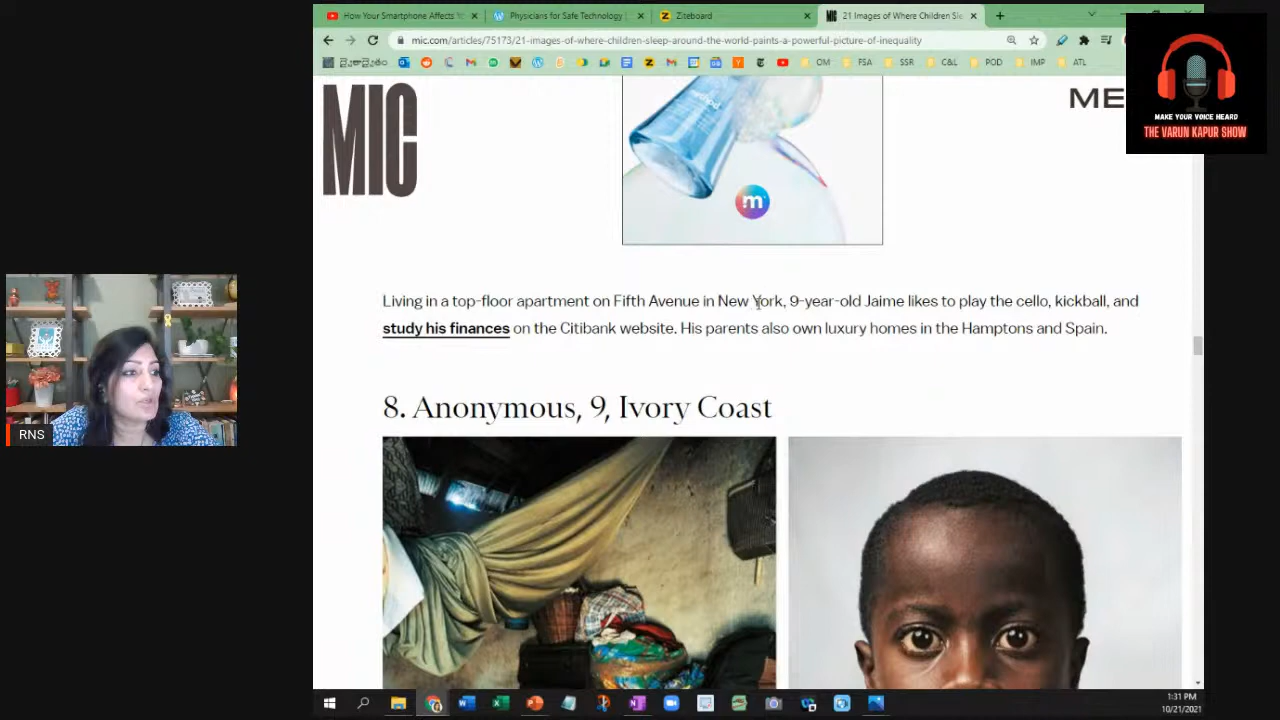 How Your Smartphone Affects Yo
Physicians for Safe Technology |
Ziteboard
21 Images of Where Children Sle
mic.com/articles/75173/21-images-of-where-children-sleep-around-the-world-paints-a-powerful-picture-of-inequality
OM
FSA
SSR
C&L
POD
IMP
ATL
MIC
ME
MAKE YOUR VOICE HEARD
THE VARUN KAPUR SHOW
method
m
Living in a top-floor apartment on Fifth Avenue in New York, 9-year-old Jaime likes to play the cello, kickball, and
study his finances on the Citibank website. His parents also own luxury homes in the Hamptons and Spain.
8. Anonymous, 9, Ivory Coast
RNS
1:31 PM
10/21/2021